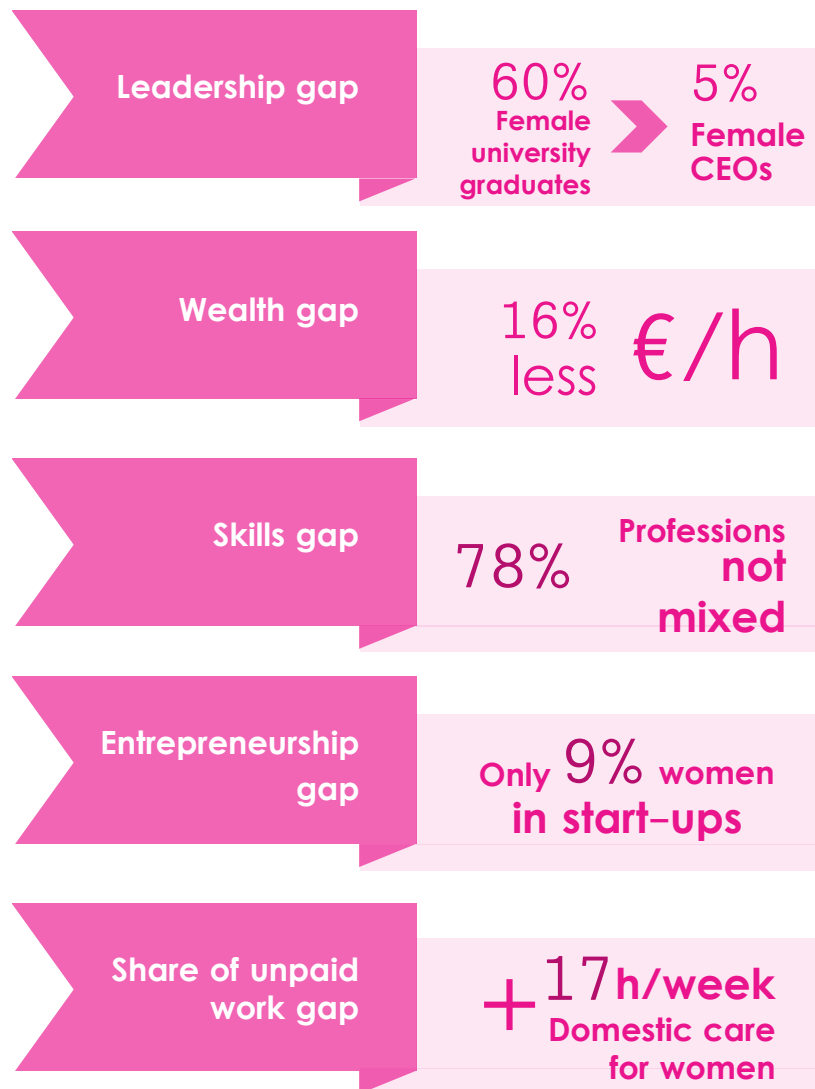 Leadership gap
60%
Female
university
graduates
5%
Female
CEOs
Wealth gap
16%
less
€/h
Skills gap
78%
Professions
not
mixed
Entrepreneurship
gap
Only 9% women
in start-ups
Share of unpaid
work gap
+17h/week
Domestic care
for women